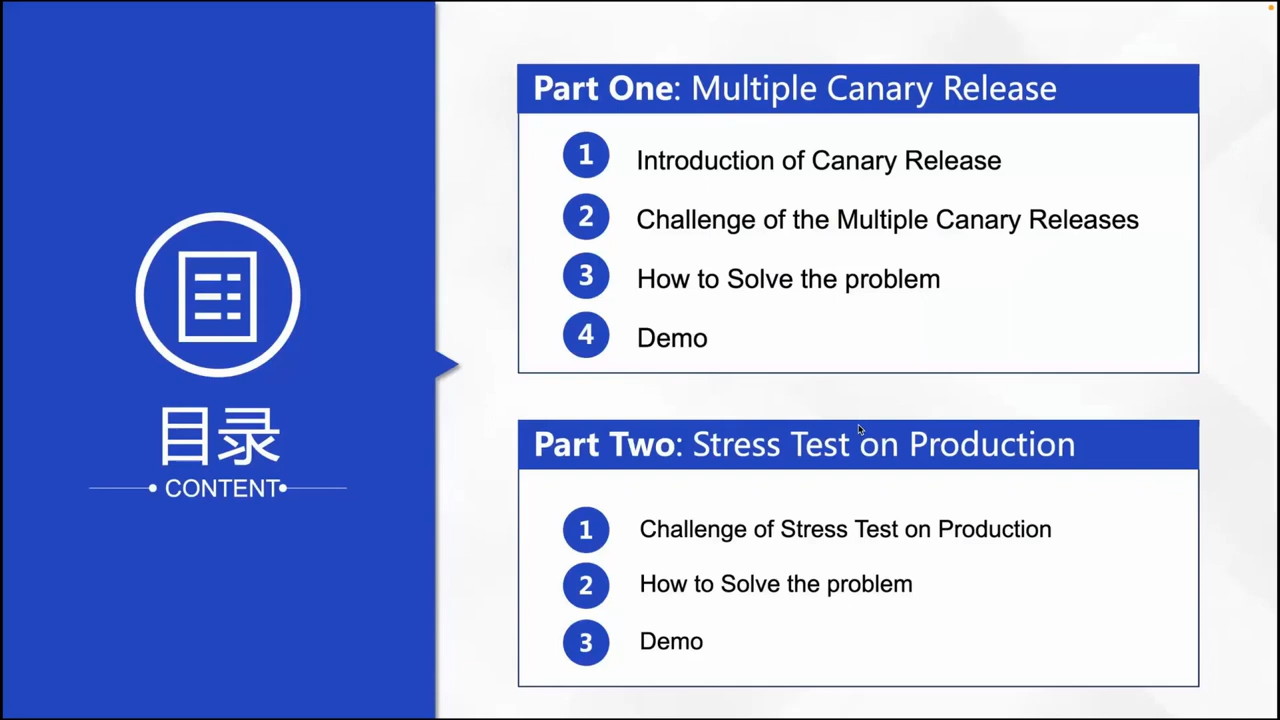 目录
CONTENT
Part One: Multiple Canary Release
1 Introduction of Canary Release
2 Challenge of the Multiple Canary Releases
3 How to Solve the problem
4 Demo
Part Two: Stress Test on Production
1 Challenge of Stress Test on Production
2 How to Solve the problem
3 Demo